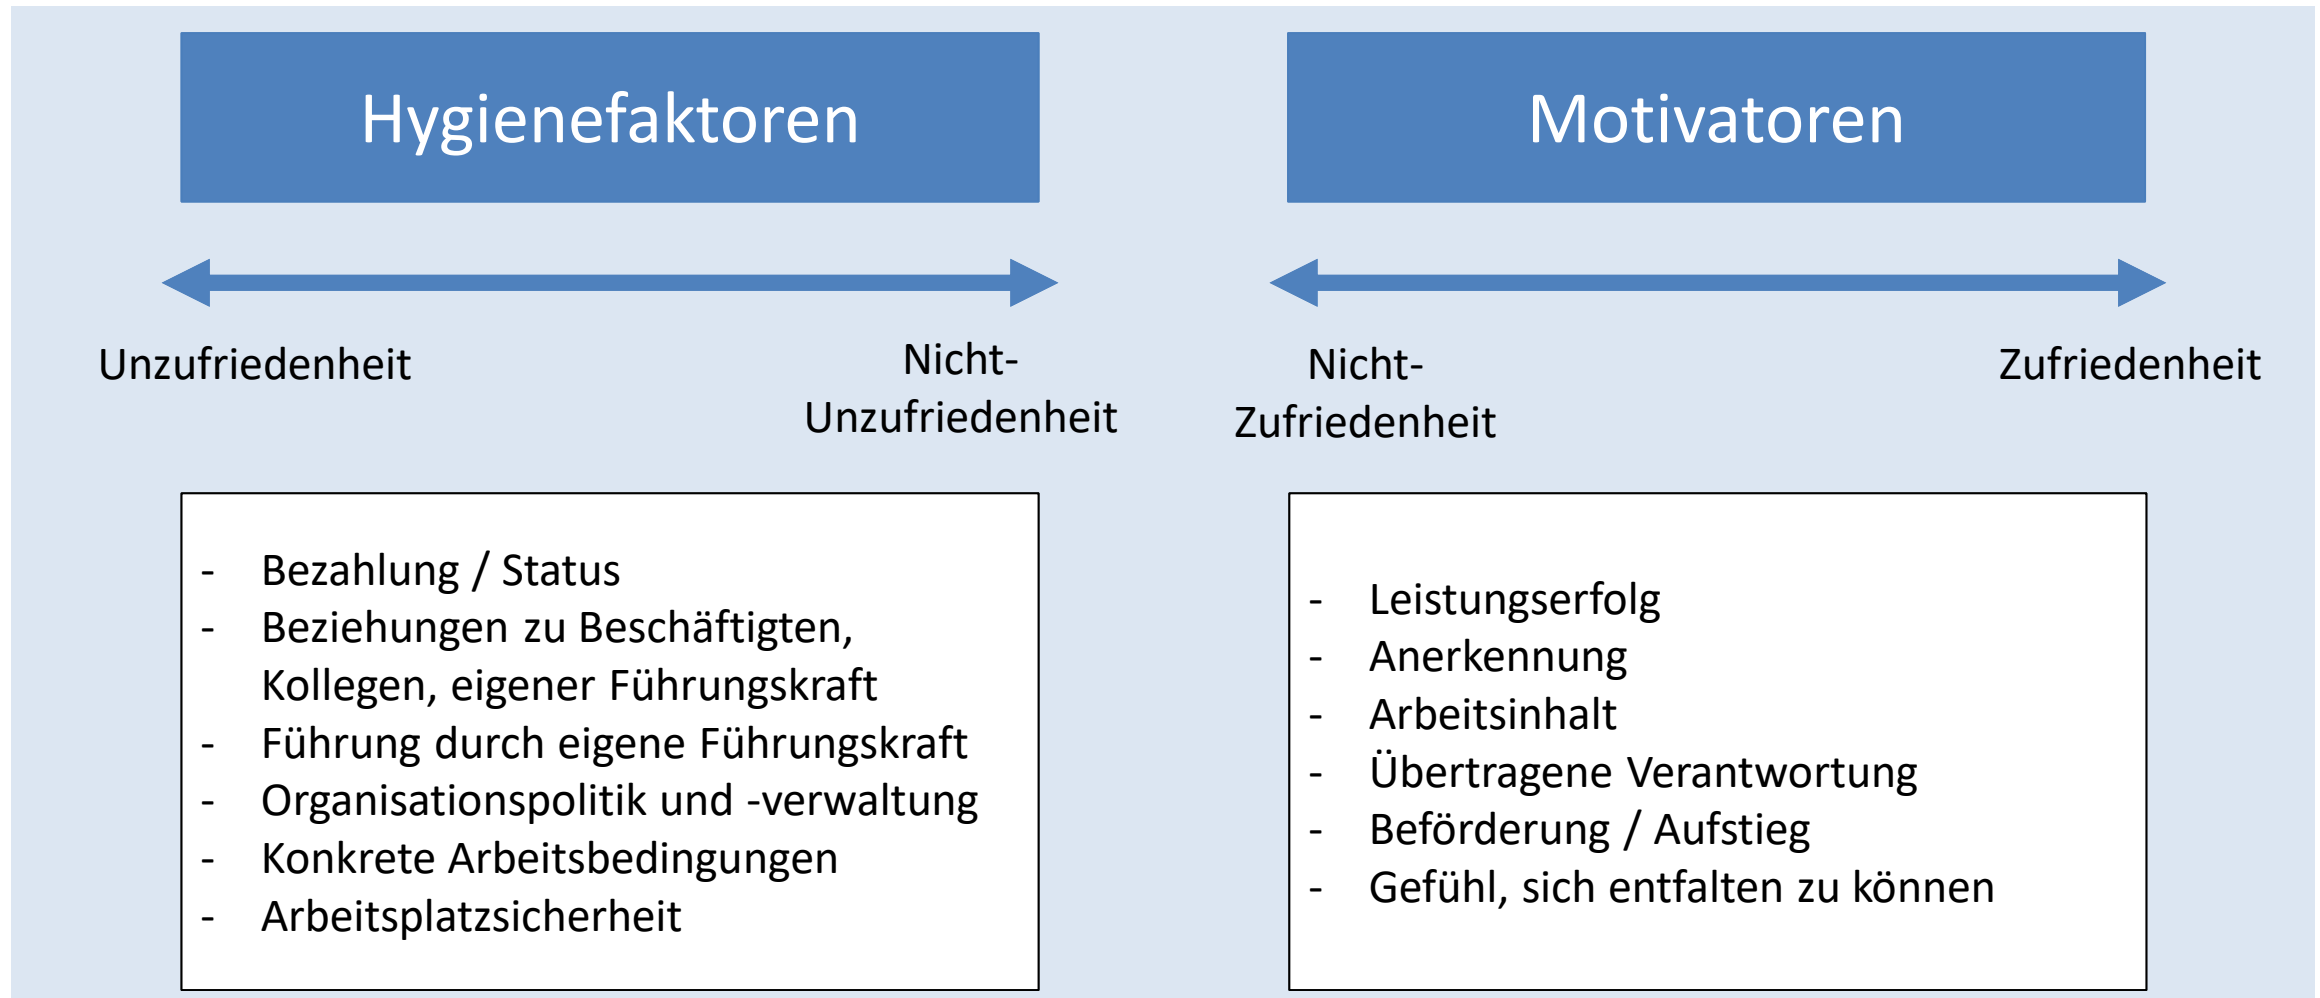 Hygienefaktoren
Unzufriedenheit
Nicht-
Unzufriedenheit
- Bezahlung / Status
- Beziehungen zu Beschäftigten,
Kollegen, eigener Führungskraft
- Führung durch eigene Führungskraft
- Organisationspolitik und -verwaltung
- Konkrete Arbeitsbedingungen
- Arbeitsplatzsicherheit
Motivatoren
Nicht-
Zufriedenheit
Zufriedenheit
- Leistungserfolg
- Anerkennung
- Arbeitsinhalt
- Übertragene Verantwortung
- Beförderung / Aufstieg
- Gefühl, sich entfalten zu können